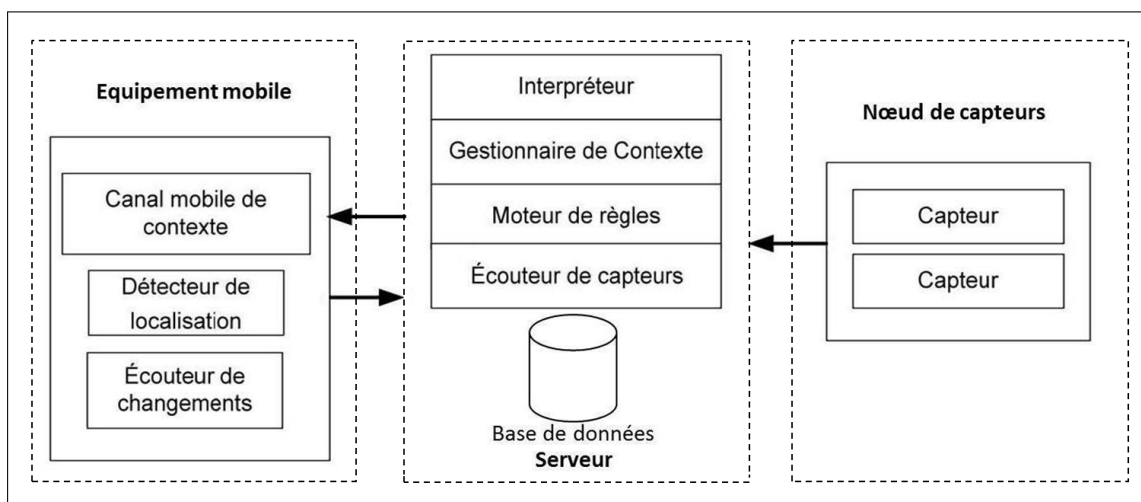 Equipement mobile
Canal mobile de
contexte
Détecteur de
localisation
Écouteur de
changements
Interpréteur
Gestionnaire de Contexte
Moteur de règles
Écouteur de capteurs
Base de données
Serveur
Nœud de capteurs
Capteur
Capteur